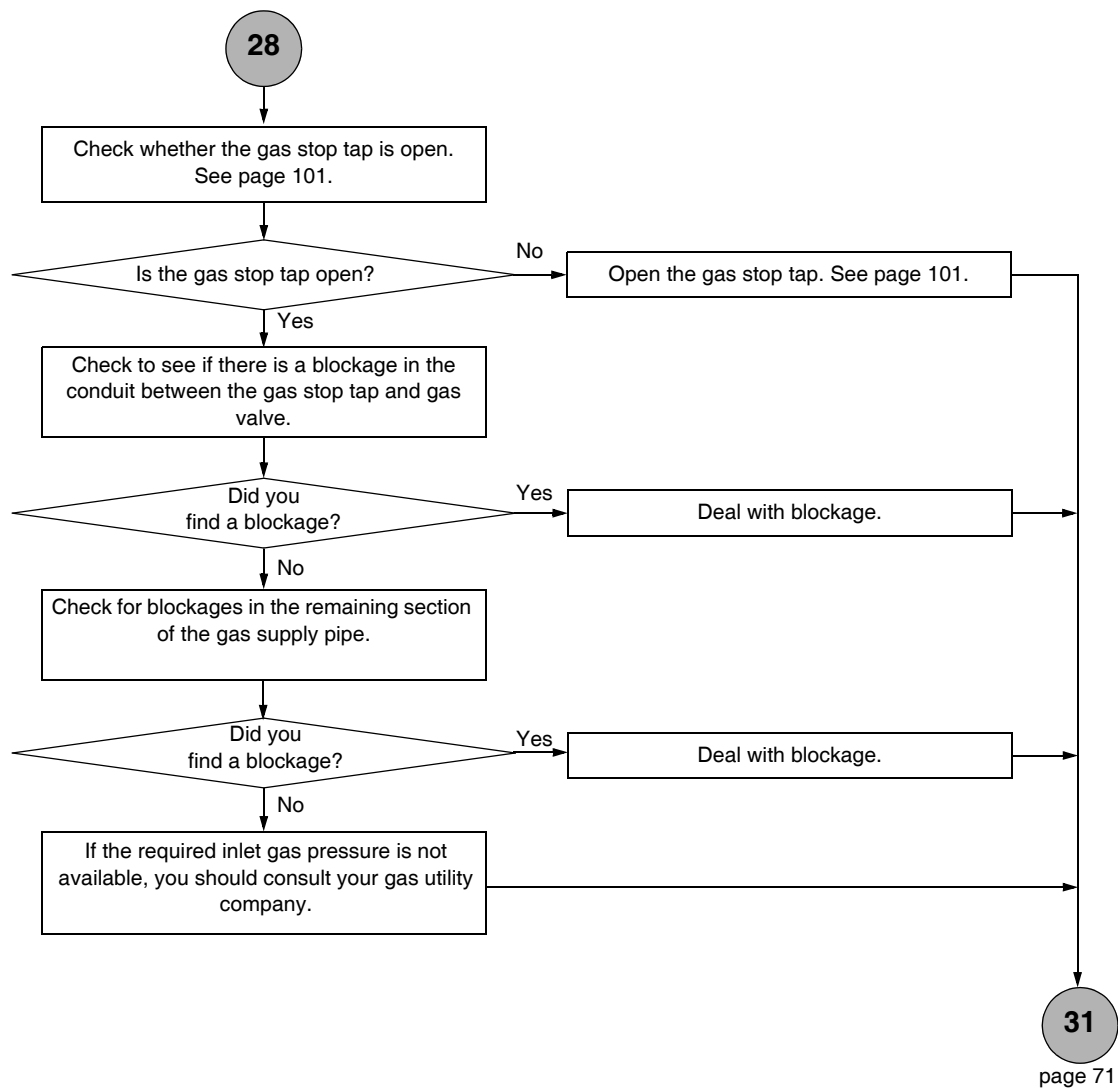 28
Check whether the gas stop tap is open.
See page 101.
Is the gas stop tap open?
No
Open the gas stop tap. See page 101.
Yes
Check to see if there is a blockage in the
conduit between the gas stop tap and gas
valve.
Did you
find a blockage?
Yes
Deal with blockage.
No
Check for blockages in the remaining section
of the gas supply pipe.
Did you
find a blockage?
Yes
Deal with blockage.
No
If the required inlet gas pressure is not
available, you should consult your gas utility
company.
31
page 71